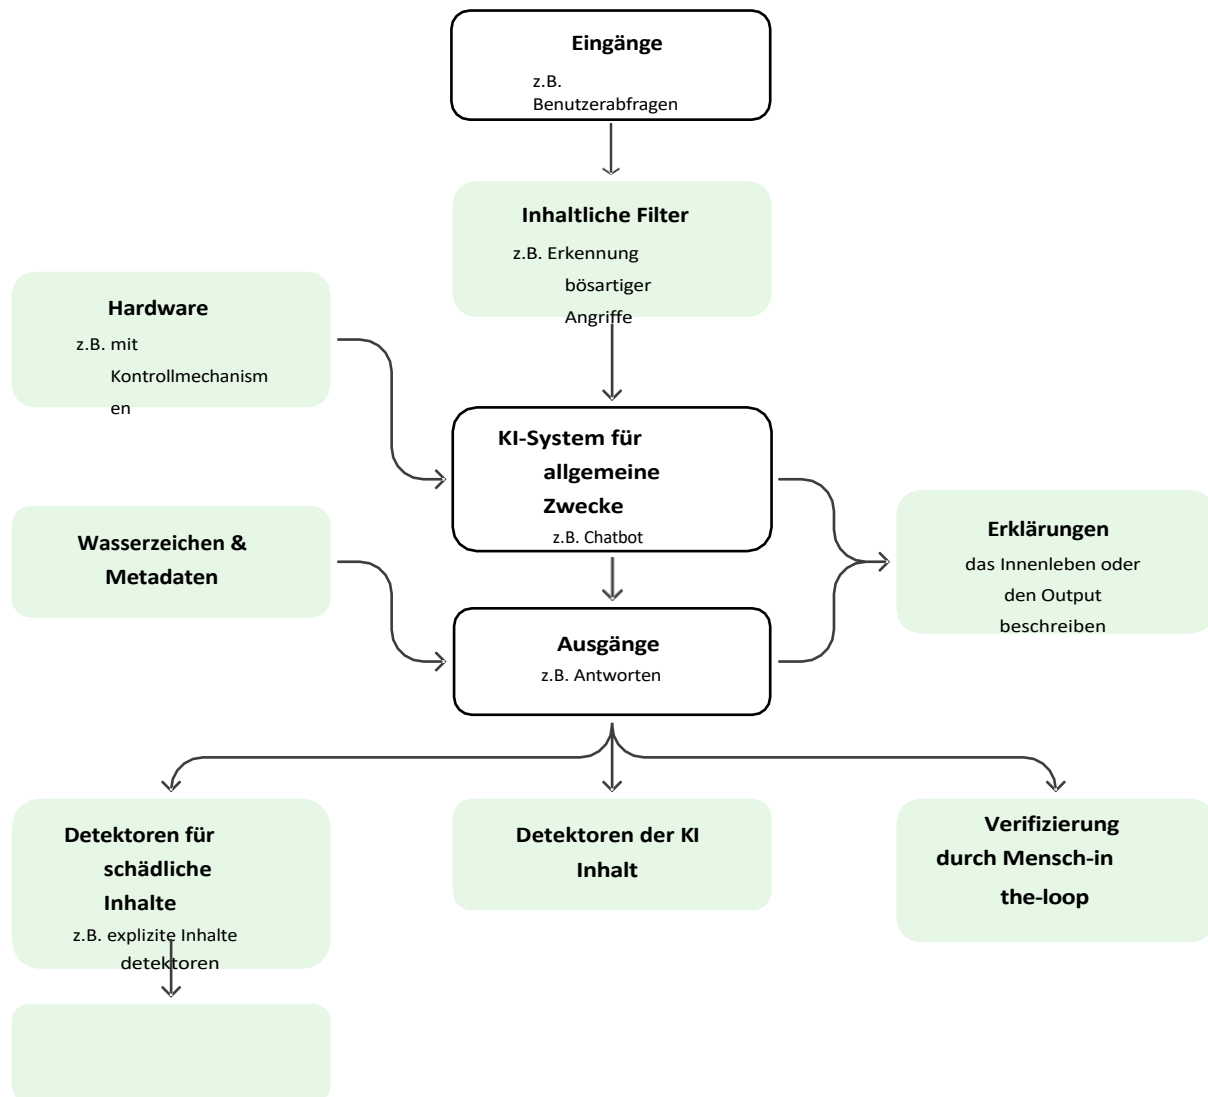 Eingänge
z.B.
Benutzerabfragen
Inhaltliche Filter
z.B. Erkennung
bösartiger
Angriffe
Hardware
z.B. mit
Kontrollmechanism
en
KI-System für
allgemeine
Zwecke
z.B. Chatbot
Wasserzeichen &
Metadaten
Erklärungen
das Innenleben oder
den Output
beschreiben
Ausgänge
z.B. Antworten
Detektoren für
schädliche
Inhalte
z.B. explizite Inhalte
detektoren
Detektoren der KI
Inhalt
Verifizierung
durch Mensch-in
the-loop